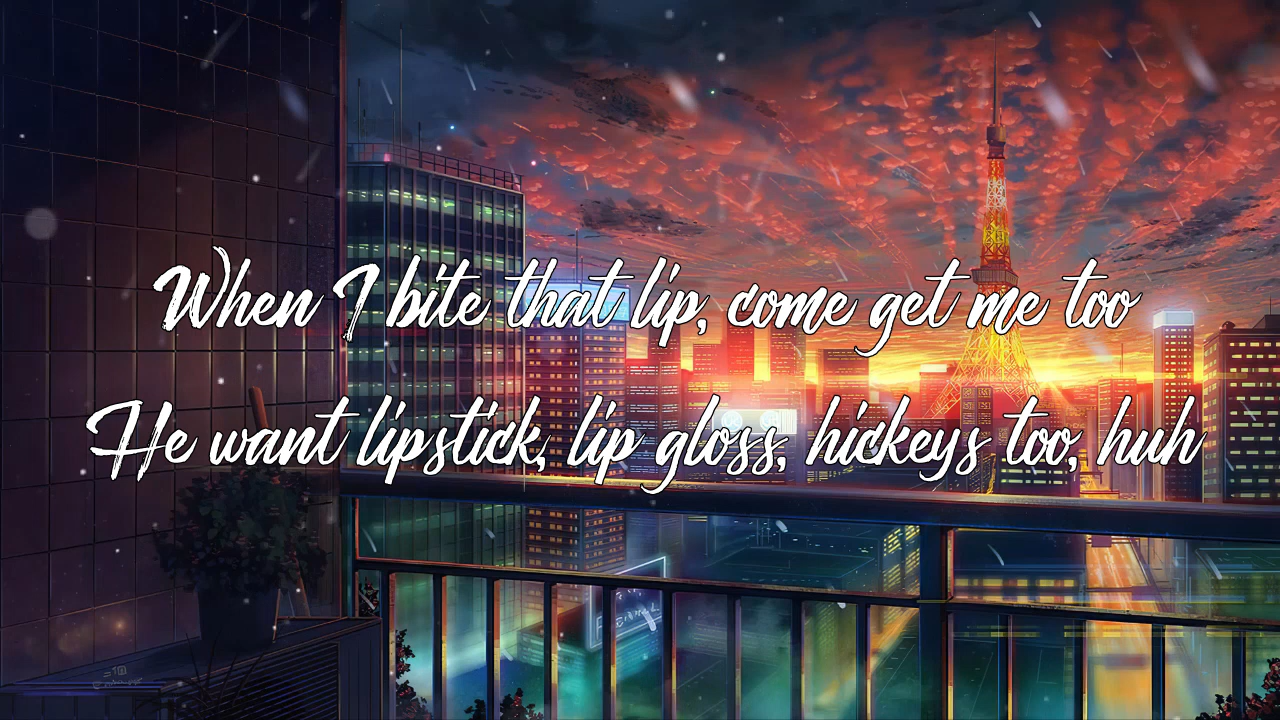 When I bite that lip, come get me too
He want lipstick, lip gloss, hickeys too, huh